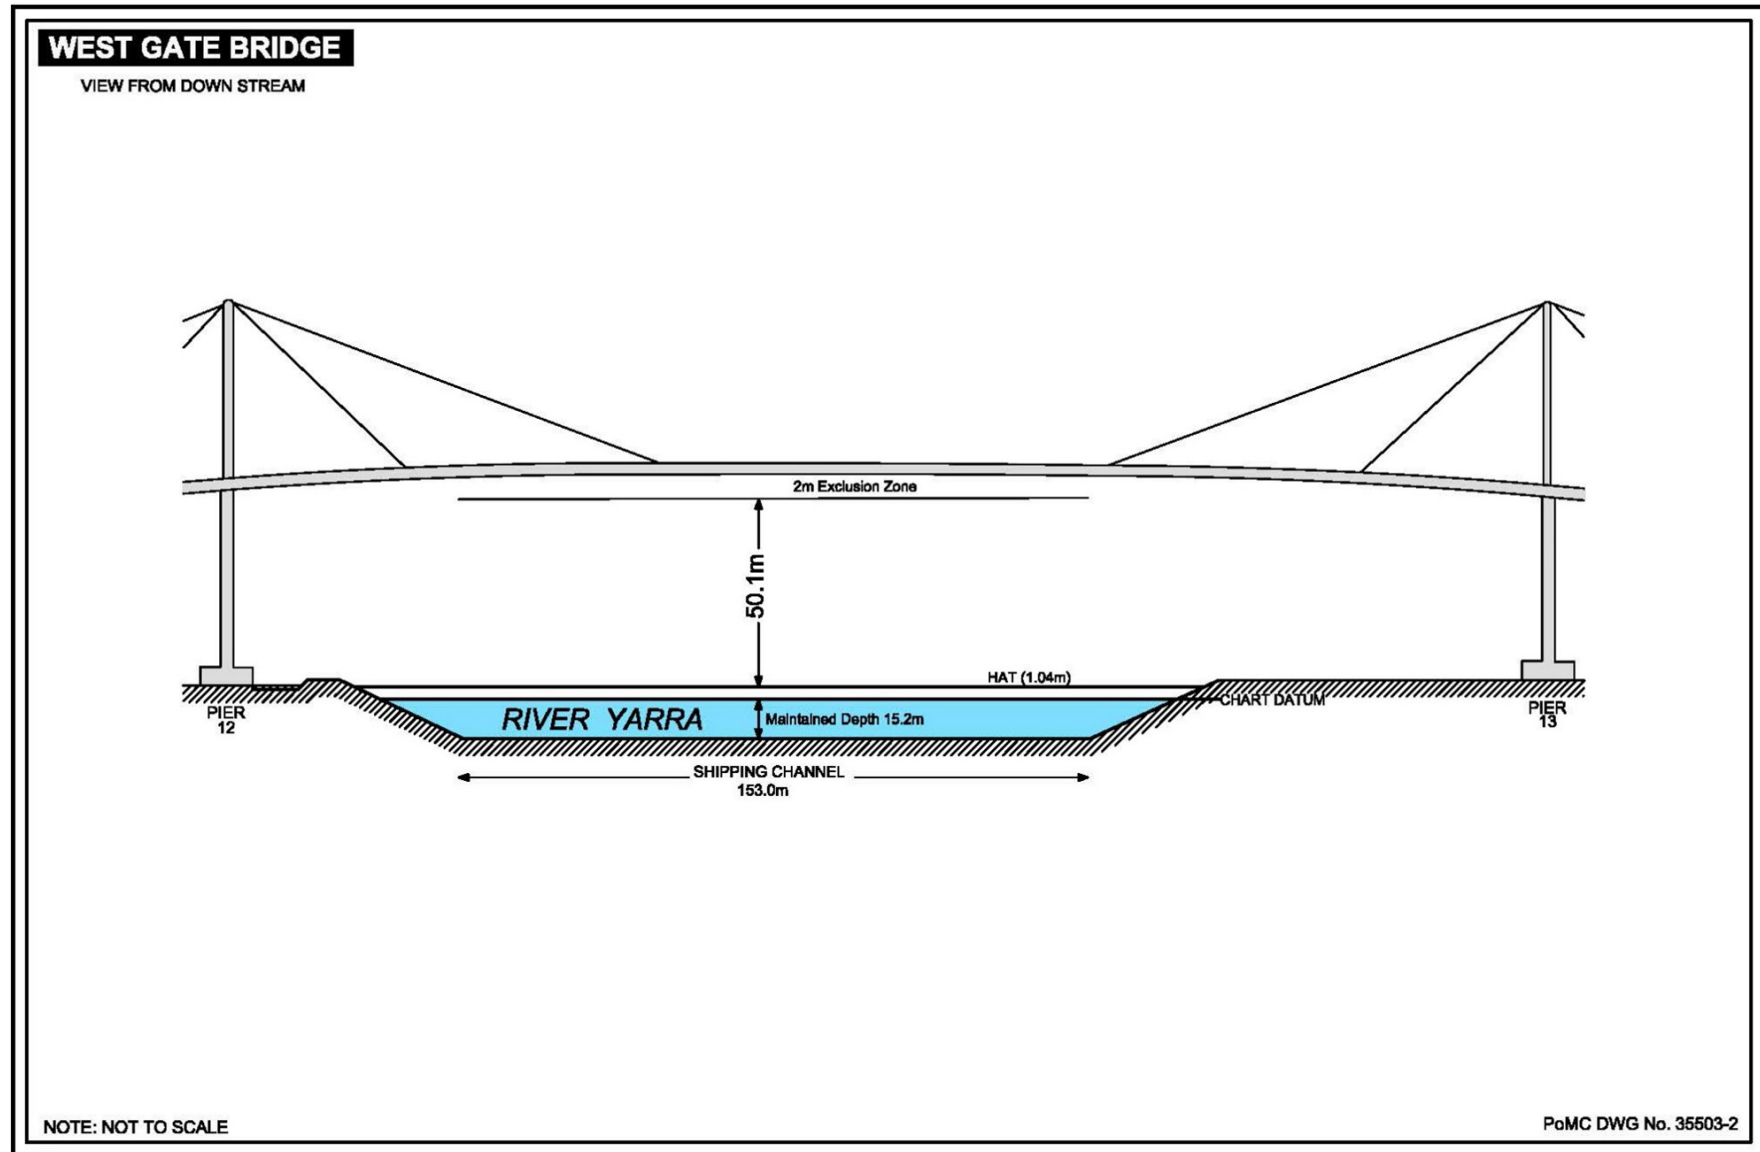 WEST GATE BRIDGE
VIEW FROM DOWN STREAM
2m Exclusion Zone
50.1m
HAT (1.04m)
CHART DATUM
PIER
12
RIVER YARRA
Maintained Depth 15.2m
PIER
13
SHIPPING CHANNEL
153.0m
NOTE: NOT TO SCALE
PoMC DWG No. 35503-2